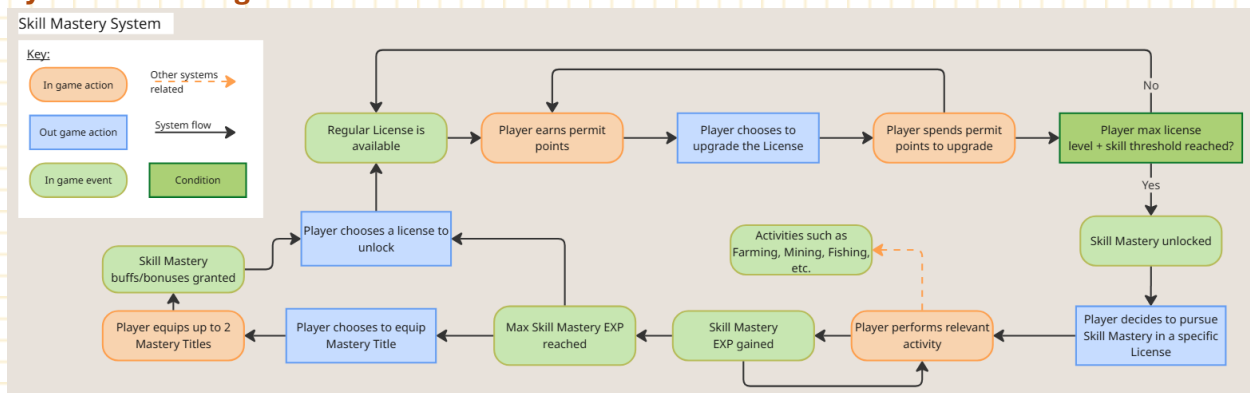 Skill Mastery System
Key:
In game action
Other systems
related
Out game action
System flow
In game event
Condition
No
Regular License is
available
Player earns permit
points
Player chooses to
upgrade the License
Player spends permit
points to upgrade
Player max license
level + skill threshold reached?
Yes
Player chooses a license to
unlock
Activities such as
Farming, Mining, Fishing,
etc.
Skill Mastery unlocked
Skill Mastery
buffs/bonuses granted
Player equips up to 2
Mastery Titles
Player chooses to equip
Mastery Title
Max Skill Mastery EXP
reached
Skill Mastery
EXP gained
Player performs relevant
activity
Player decides to pursue
Skill Mastery in a specific
License